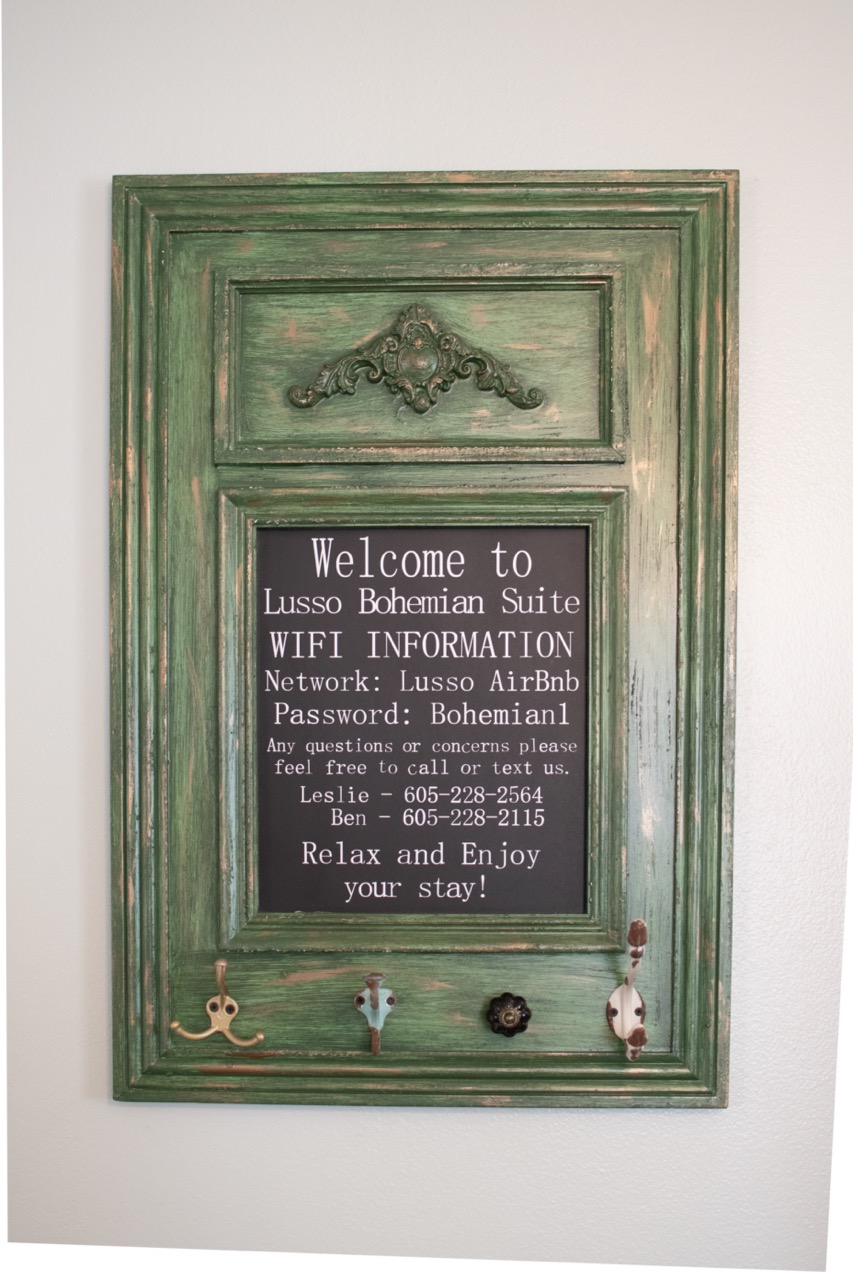 Welcome to
Lusso Bohemian Suite
WIFI INFORMATION
Network: Lusso AirBnb
Password: Bohemian1
Any questions or concerns please
feel free to call or text us.
Leslie - 605-228-2564
Ben - 605-228-2115
Relax and Enjoy
your stay!